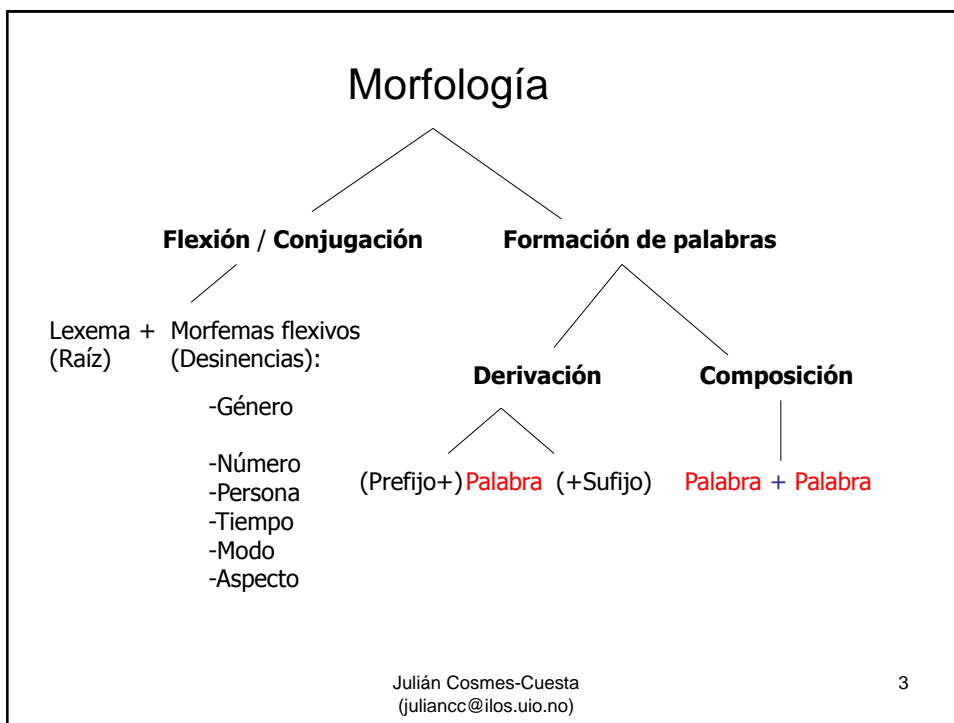 Morfología
Flexión / Conjugación
Formación de palabras
Lexema + Morfemas flexivos
(Raíz) (Desinencias):
-Género
-Número
-Persona
-Tiempo
-Modo
-Aspecto
Derivación
Composición
(Prefijo+) Palabra (+Sufijo)
Palabra + Palabra
Julián Cosmes-Cuesta
(juliancc@ilos.uio.no)
3